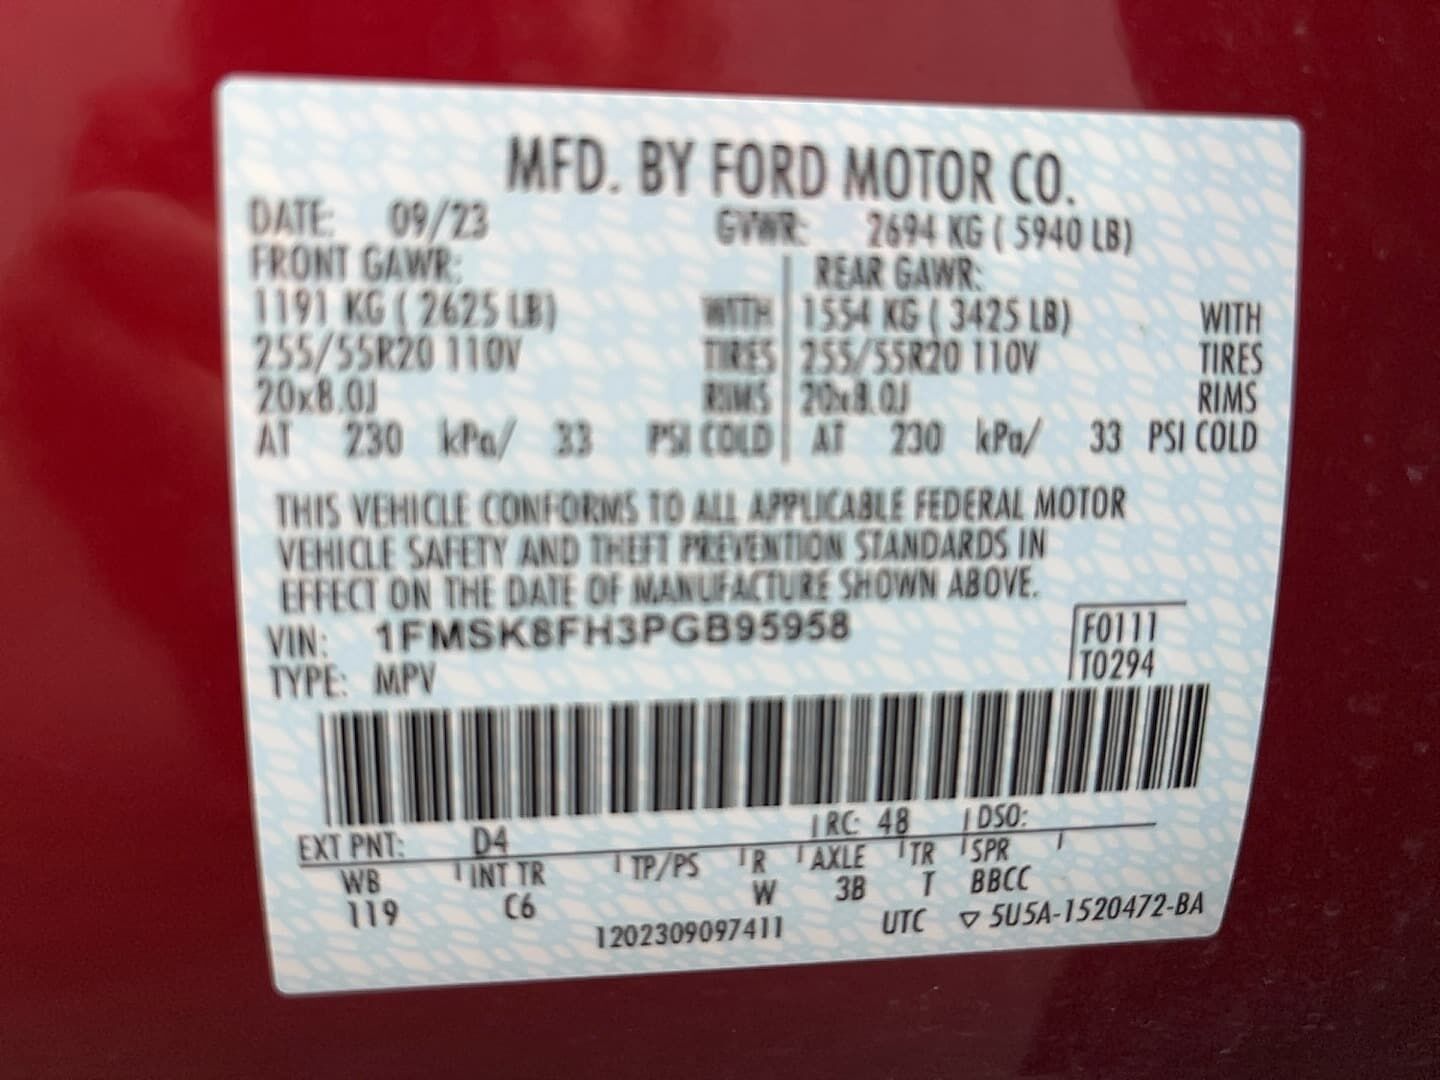 MFD. BY FORD MOTOR CO.
DATE: 09/23 GVWR: 2694 KG ( 5940 LB)
FRONT GAWR: REAR GAWR:
1191 KG ( 2625 LB) WITH 1554 KG ( 3425 LB) WITH
255/55R20 110V TIRES 255/55R20 110V TIRES
20x8.0J RIMS 20x8.0J RIMS
AT 230 kPa/ 33 PSI COLD AT 230 kPa/ 33 PSI COLD
THIS VEHICLE CONFORMS TO ALL APPLICABLE FEDERAL MOTOR
VEHICLE SAFETY AND THEFT PREVENTION STANDARDS IN
EFFECT ON THE DATE OF MANUFACTURE SHOWN ABOVE.
VIN: 1FMSK8FH3PGB95958 F0111
TYPE: MPV T0294
EXT PNT: D4 RC: 48 DSO:
WB INT TR TP/PS R AXLE TR SPR
119 C6 W 3B T BBCC
1202309097411 UTC ▽ 5U5A-1520472-BA